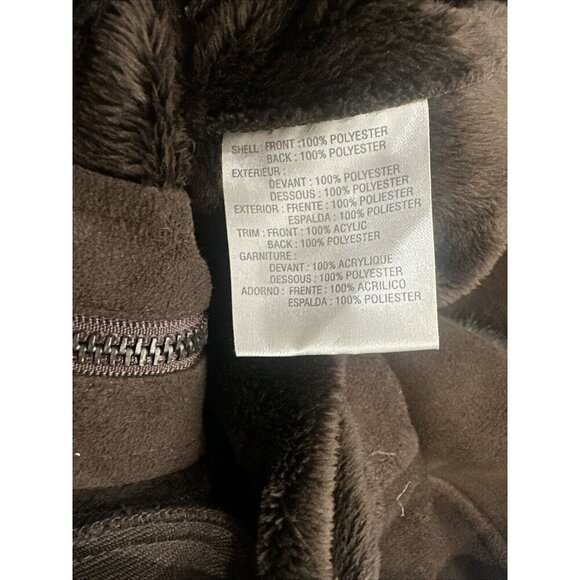 SHELL : FRONT :100% POLYESTER
BACK : 100% POLYESTER
EXTERIEUR :
DEVANT : 100% POLYESTER
DESSOUS : 100% POLYESTER
EXTERIOR : FRENTE : 100% POLIESTER
ESPALDA : 100% POLIESTER
TRIM : FRONT : 100% ACYLIC
BACK : 100% POLYESTER
GARNITURE :
DEVANT : 100% ACRYLIQUE
DESSOUS : 100% POLYESTER
ADORNO : FRENTE : 100% ACRILICO
ESPALDA : 100% POLIESTER